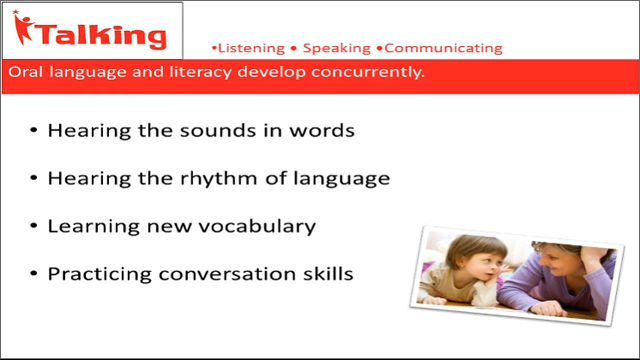 Talking
•Listening • Speaking •Communicating
Oral language and literacy develop concurrently.
• Hearing the sounds in words
• Hearing the rhythm of language
• Learning new vocabulary
• Practicing conversation skills